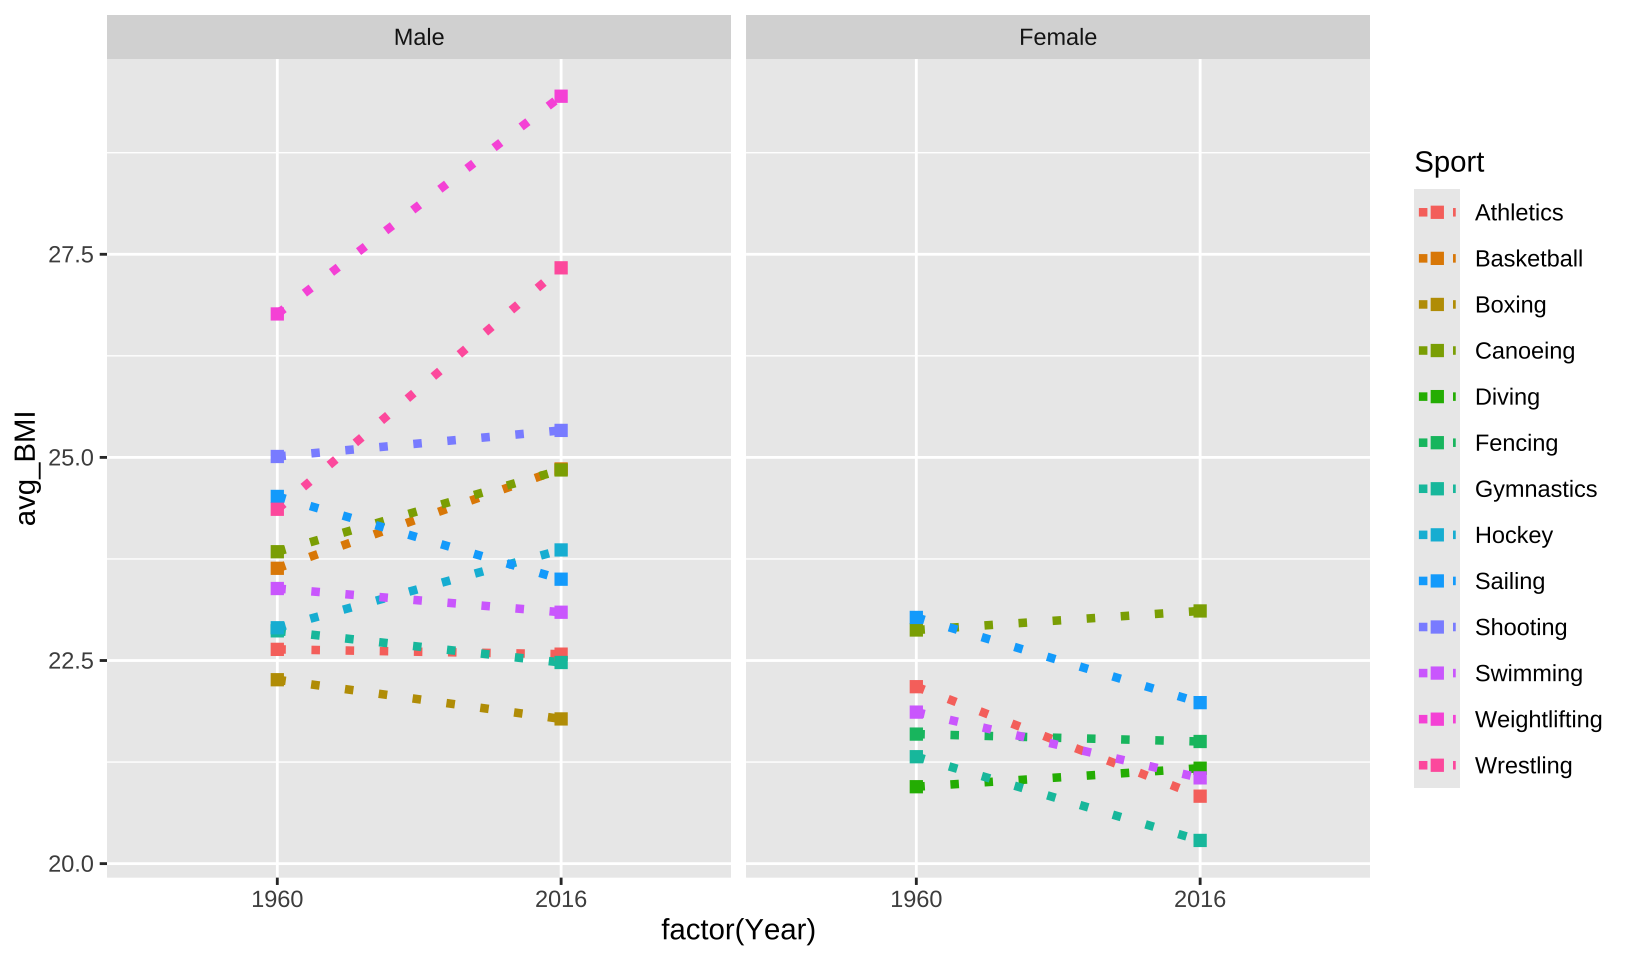 Male
Female
avg_BMI
27.5
25.0
22.5
20.0
1960
2016
1960
2016
factor(Year)
Sport
Athletics
Basketball
Boxing
Canoeing
Diving
Fencing
Gymnastics
Hockey
Sailing
Shooting
Swimming
Weightlifting
Wrestling